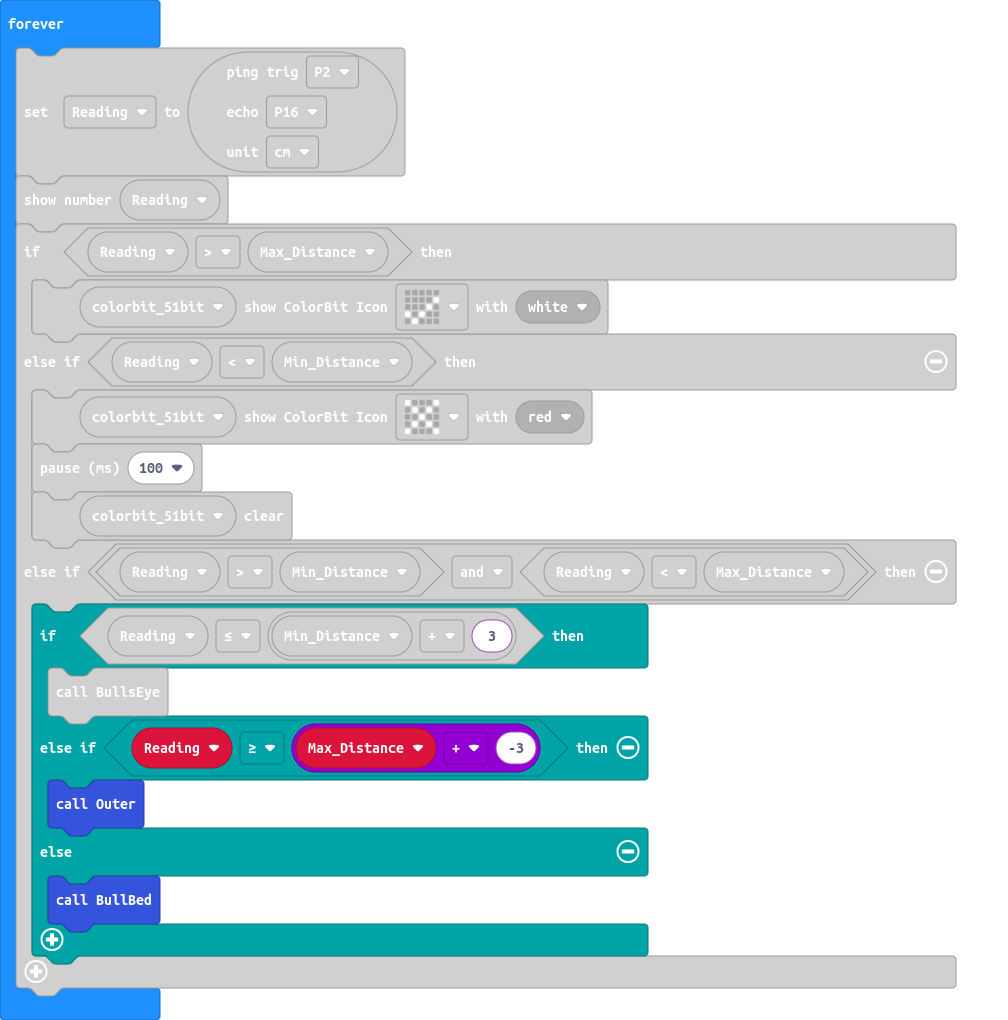 forever
ping trig P2
set Reading to echo P16
unit cm
show number Reading
if Reading > Max_Distance then
colorbit_51bit show ColorBit Icon with white
else if Reading < Min_Distance then
colorbit_51bit show ColorBit Icon with red
pause (ms) 100
colorbit_51bit clear
else if Reading > Min_Distance and Reading < Max_Distance then
if Reading ≤ Min_Distance + 3 then
call BullsEye
else if Reading ≥ Max_Distance + -3 then
call Outer
else
call BullBed